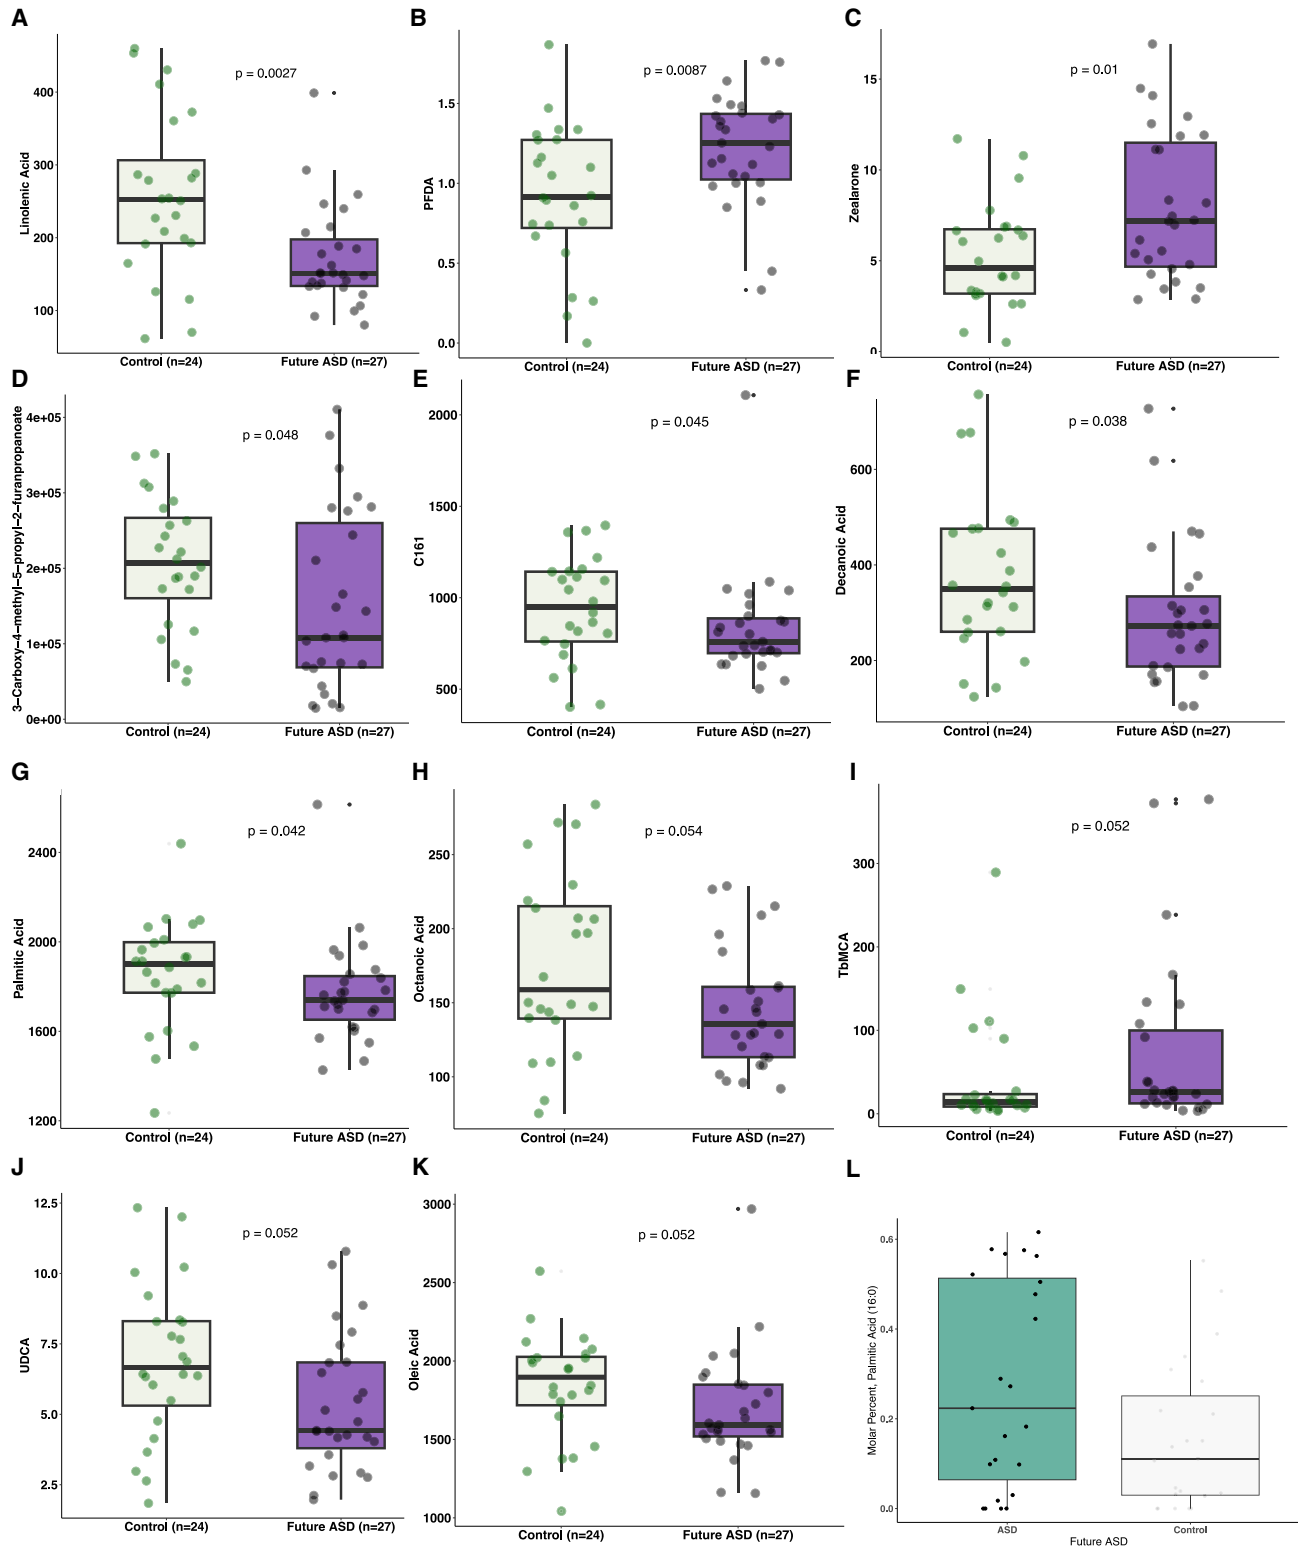 A
p = 0.0027
Linolenic Acid
400
300
200
100
Control (n=24)
Future ASD (n=27)
B
p = 0.0087
PFDA
1.5
1.0
0.5
0.0
Control (n=24)
Future ASD (n=27)
C
p = 0.01
Zealarone
15
10
5
0
Control (n=24)
Future ASD (n=27)
D
p = 0.048
3−Carboxy−4−methyl−5−propyl−2−furanpropanoate
4e+05
3e+05
2e+05
1e+05
0e+00
Control (n=24)
Future ASD (n=27)
E
p = 0.045
C161
2000
1500
1000
500
Control (n=24)
Future ASD (n=27)
F
p = 0.038
Decanoic Acid
600
400
200
Control (n=24)
Future ASD (n=27)
G
p = 0.042
Palmitic Acid
2400
2000
1600
1200
Control (n=24)
Future ASD (n=27)
H
p = 0.054
Octanoic Acid
250
200
150
100
Control (n=24)
Future ASD (n=27)
I
p = 0.052
TbMCA
300
200
100
0
Control (n=24)
Future ASD (n=27)
J
p = 0.052
UDCA
12.5
10.0
7.5
5.0
2.5
Control (n=24)
Future ASD (n=27)
K
p = 0.052
Oleic Acid
3000
2500
2000
1500
1000
Control (n=24)
Future ASD (n=27)
L
Molar Percent, Palmitic Acid (16:0)
0.6
0.4
0.2
0.0
ASD
Control
Future ASD